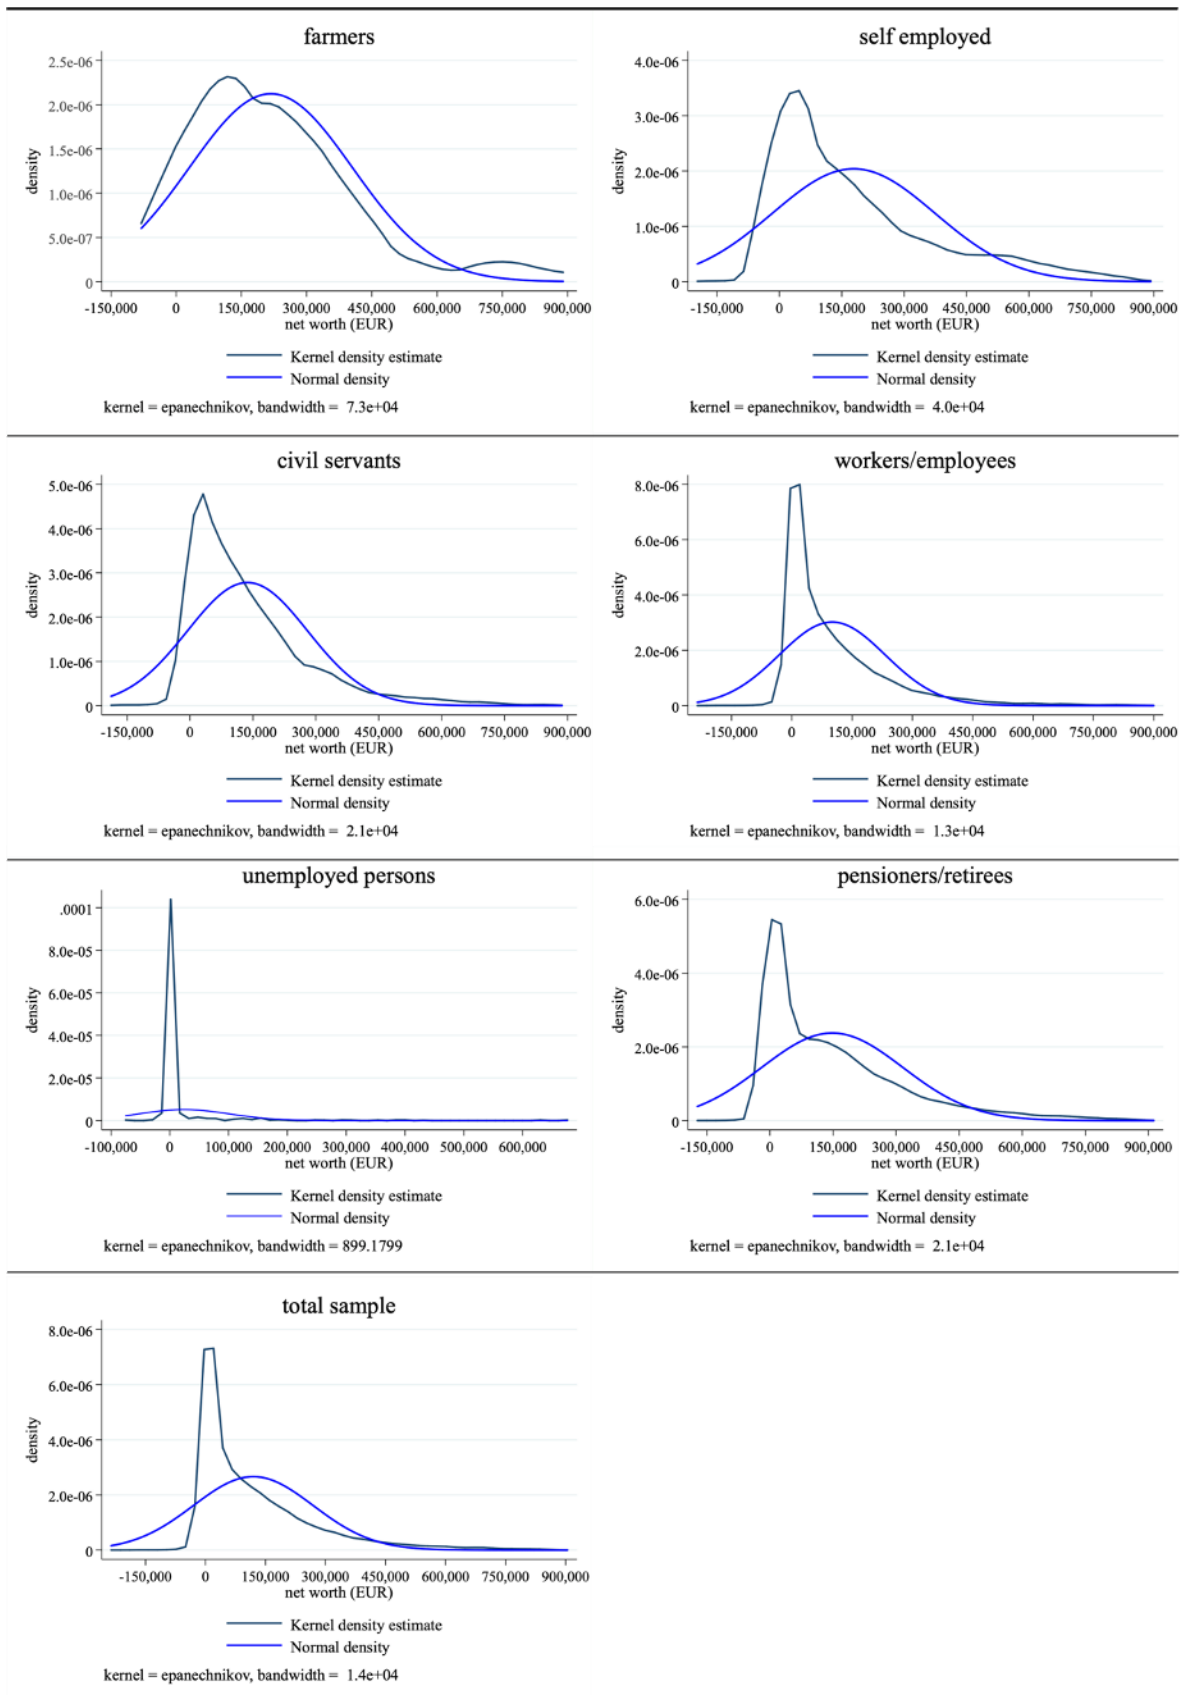 farmers
2.5e-06
2.0e-06
1.5e-06
1.0e-06
5.0e-07
0
density
-150,000 0 150,000 300,000 450,000 600,000 750,000 900,000
net worth (EUR)
Kernel density estimate
Normal density
kernel = epanechnikov, bandwidth = 7.3e+04
self employed
4.0e-06
3.0e-06
2.0e-06
1.0e-06
0
density
-150,000 0 150,000 300,000 450,000 600,000 750,000 900,000
net worth (EUR)
Kernel density estimate
Normal density
kernel = epanechnikov, bandwidth = 4.0e+04
civil servants
5.0e-06
4.0e-06
3.0e-06
2.0e-06
1.0e-06
0
density
-150,000 0 150,000 300,000 450,000 600,000 750,000 900,000
net worth (EUR)
Kernel density estimate
Normal density
kernel = epanechnikov, bandwidth = 2.1e+04
workers/employees
8.0e-06
6.0e-06
4.0e-06
2.0e-06
0
density
-150,000 0 150,000 300,000 450,000 600,000 750,000 900,000
net worth (EUR)
Kernel density estimate
Normal density
kernel = epanechnikov, bandwidth = 1.3e+04
unemployed persons
.0001
8.0e-05
6.0e-05
4.0e-05
2.0e-05
0
density
-100,000 0 100,000 200,000 300,000 400,000 500,000 600,000
net worth (EUR)
Kernel density estimate
Normal density
kernel = epanechnikov, bandwidth = 899.1799
pensioners/retirees
6.0e-06
4.0e-06
2.0e-06
0
density
-150,000 0 150,000 300,000 450,000 600,000 750,000 900,000
net worth (EUR)
Kernel density estimate
Normal density
kernel = epanechnikov, bandwidth = 2.1e+04
total sample
8.0e-06
6.0e-06
4.0e-06
2.0e-06
0
density
-150,000 0 150,000 300,000 450,000 600,000 750,000 900,000
net worth (EUR)
Kernel density estimate
Normal density
kernel = epanechnikov, bandwidth = 1.4e+04